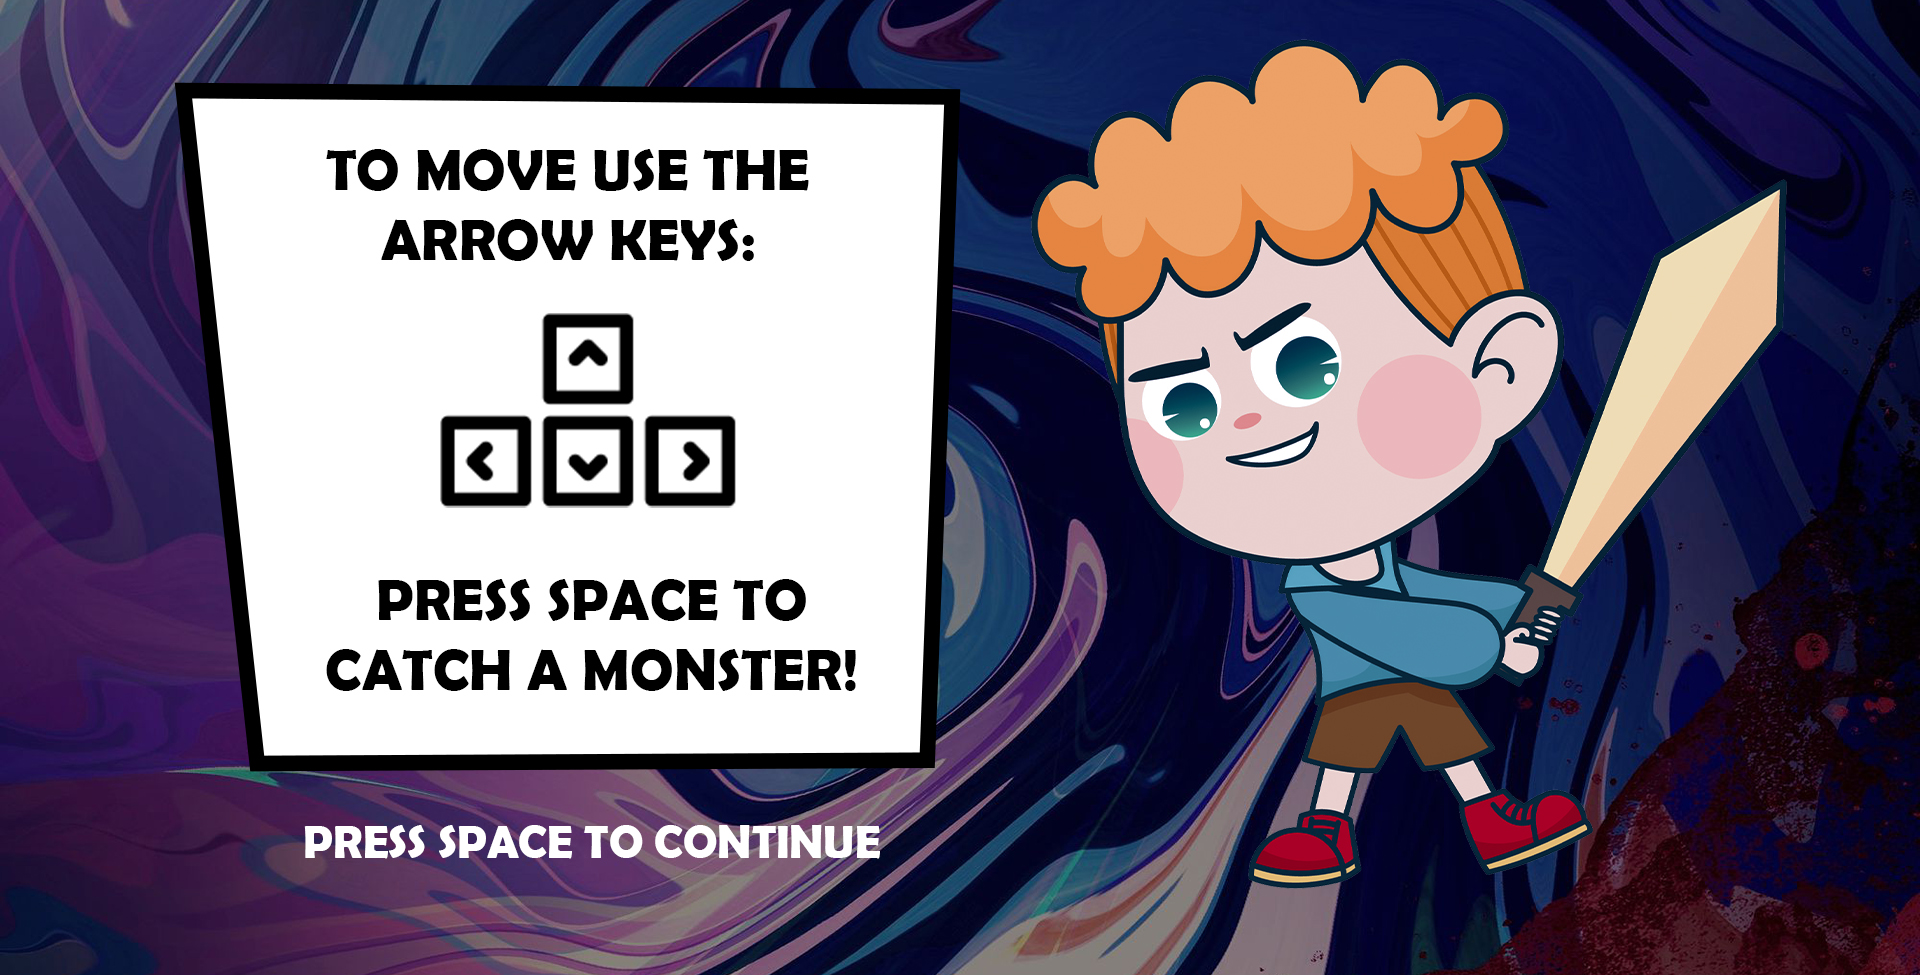 TO MOVE USE THE
ARROW KEYS:
PRESS SPACE TO
CATCH A MONSTER!
PRESS SPACE TO CONTINUE